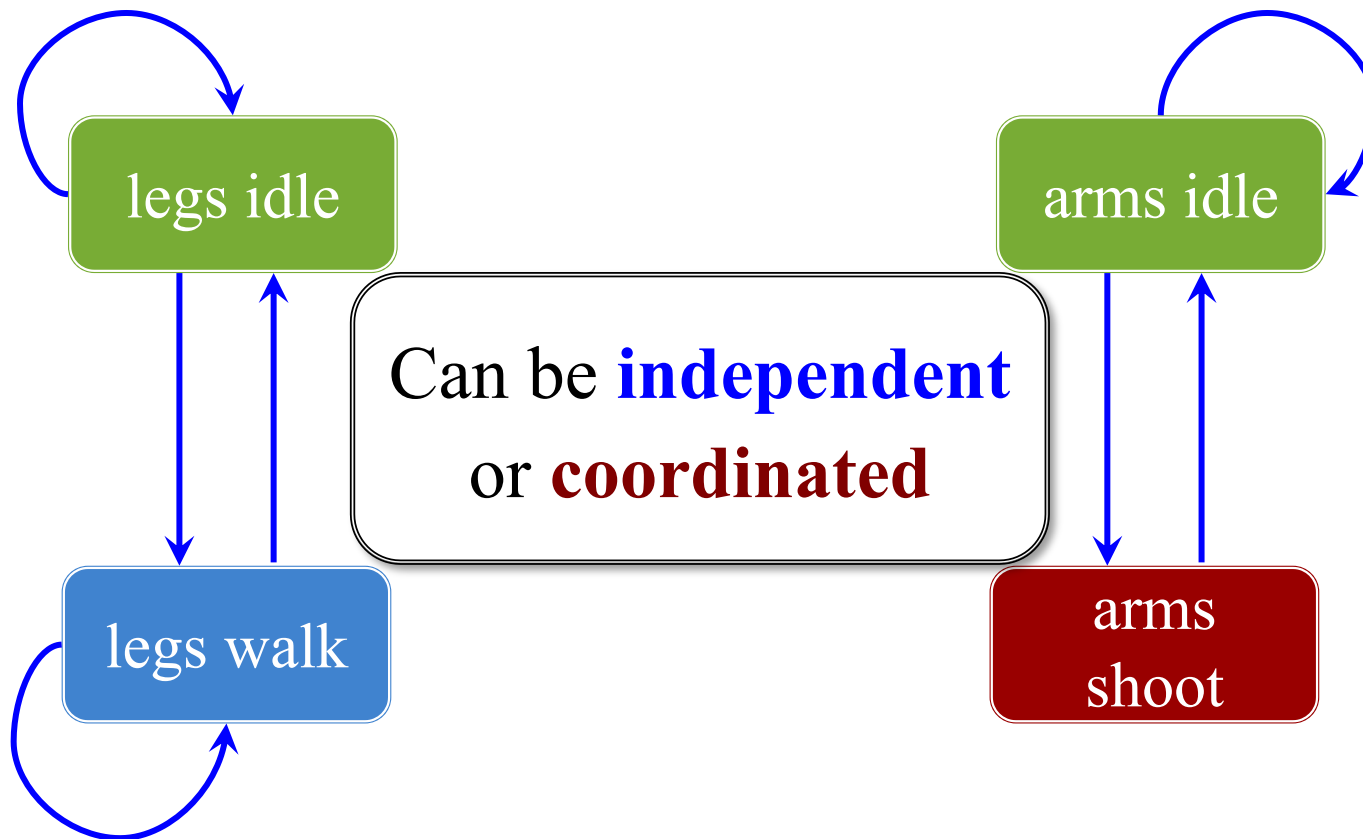 legs idle
arms idle
Can be independent
or coordinated
legs walk
arms
shoot